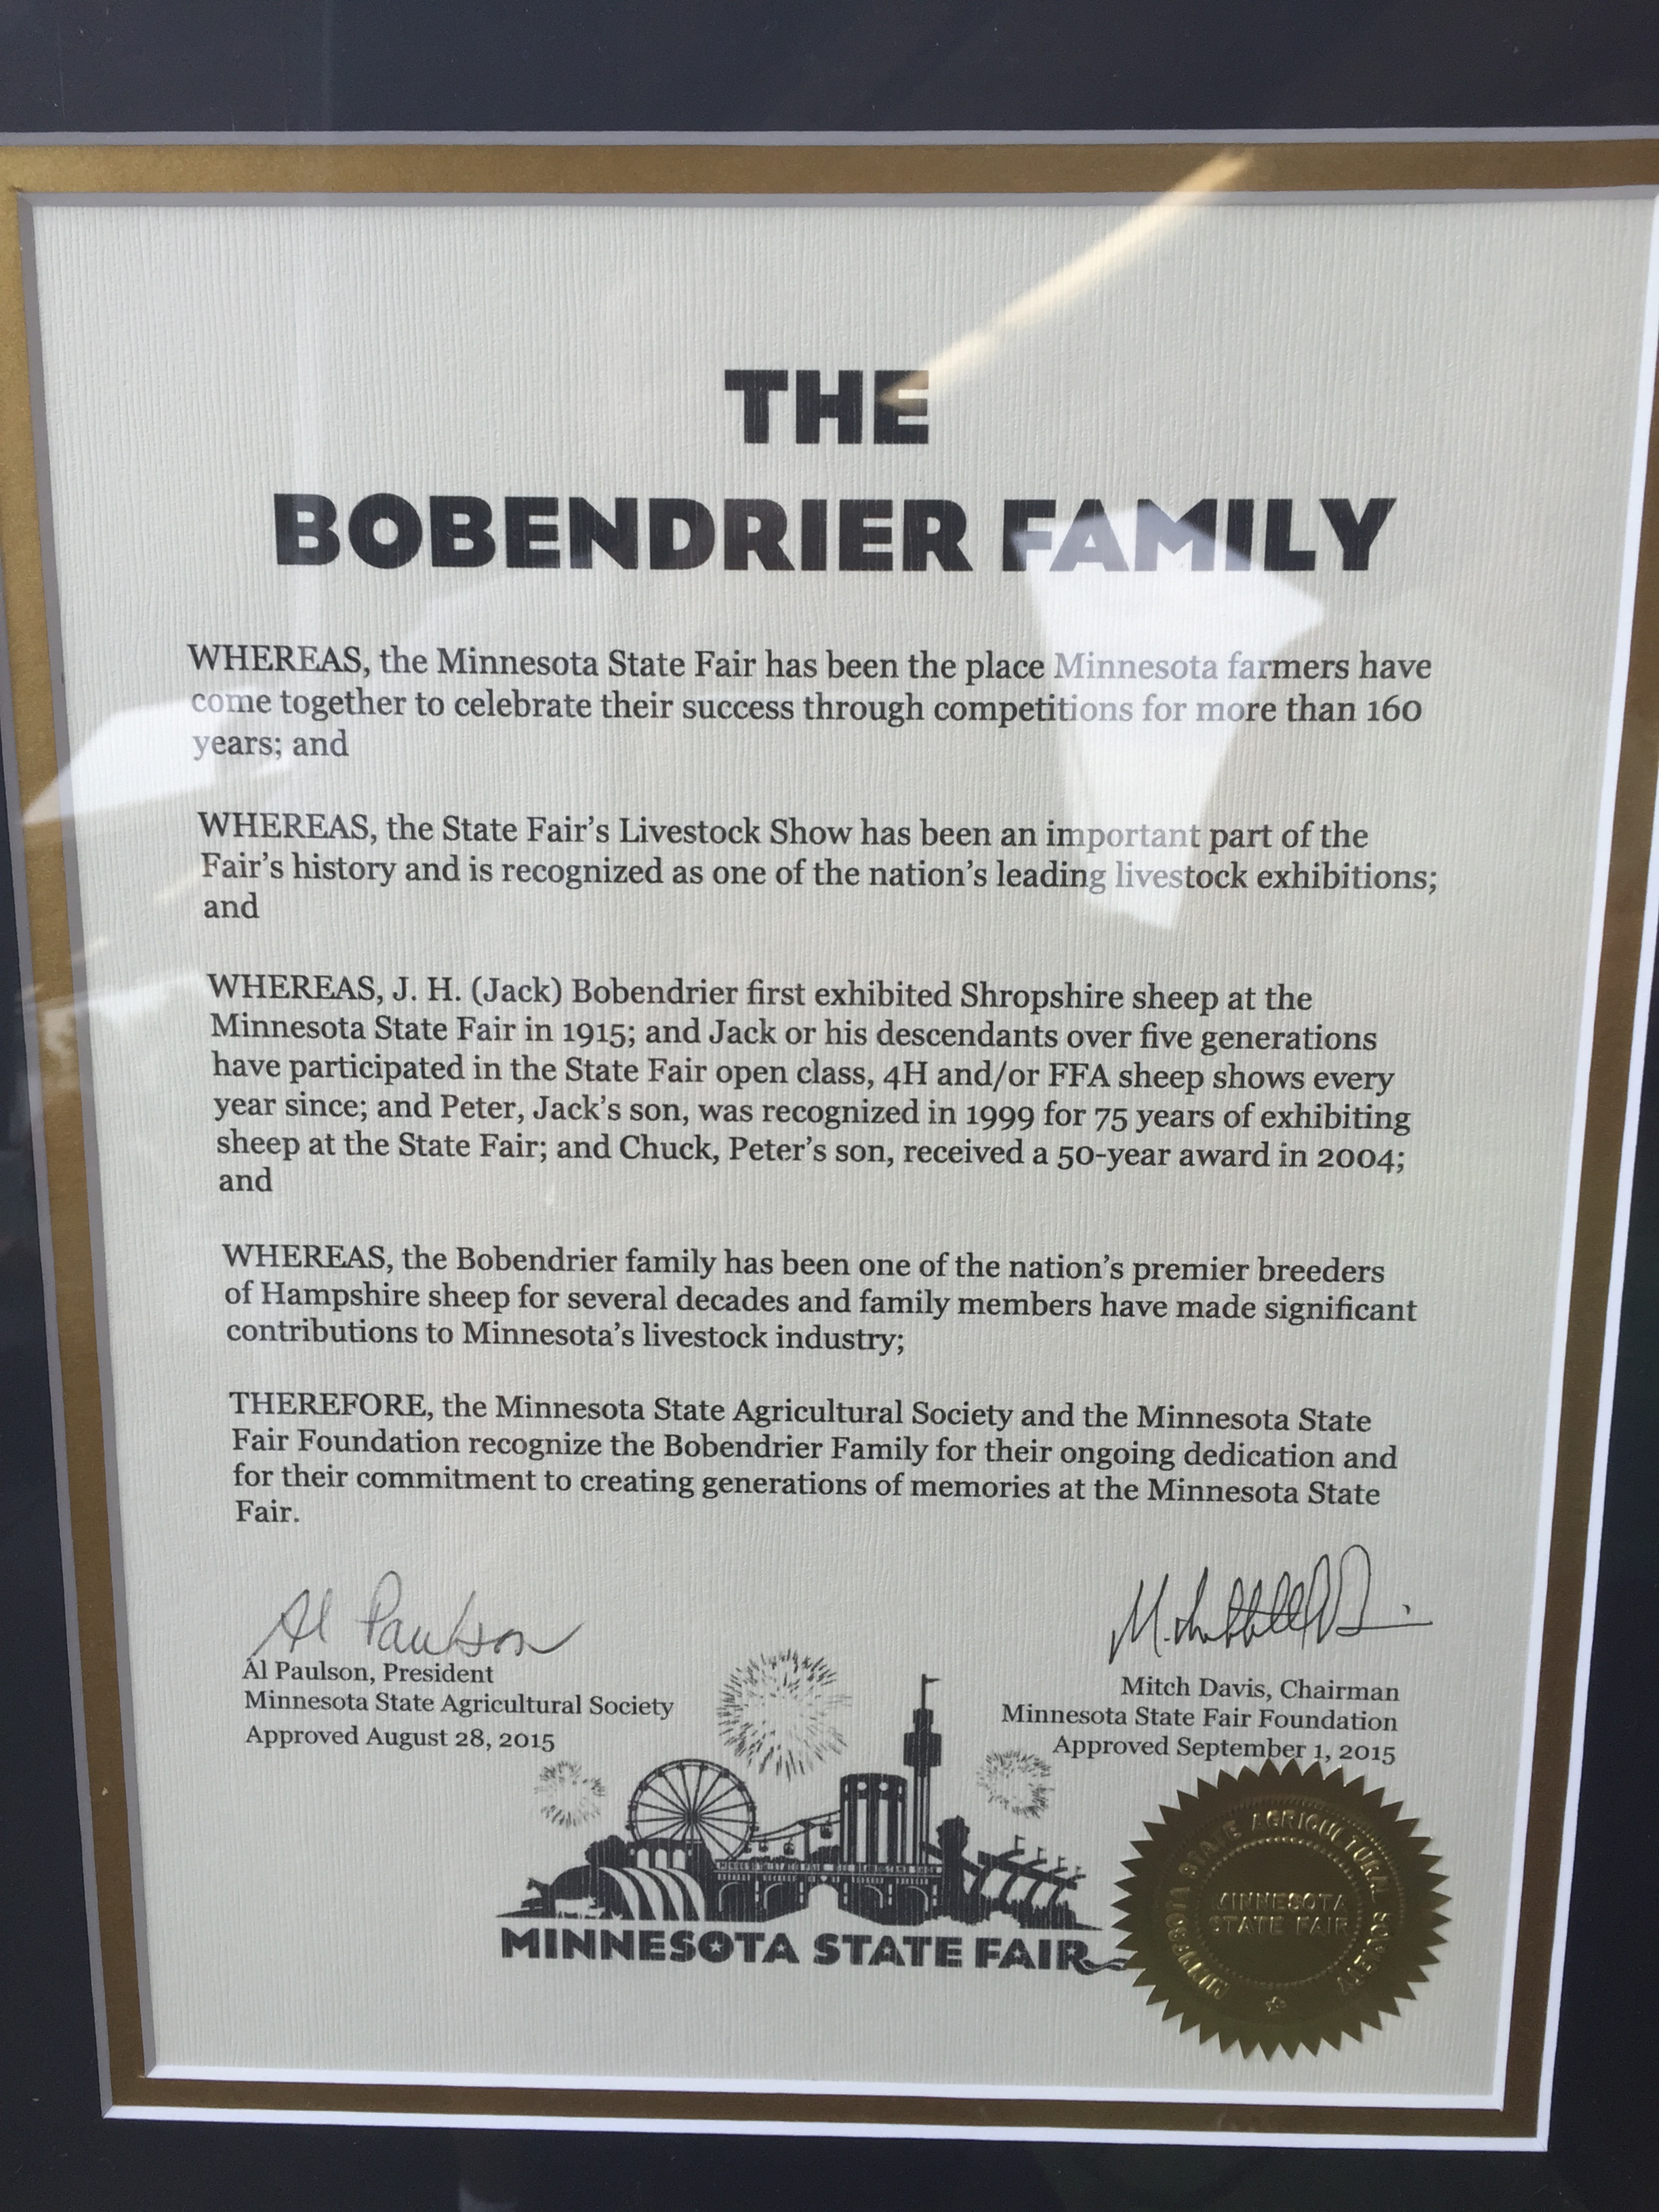 THE
BOBENDRIER FAMILY
WHEREAS, the Minnesota State Fair has been the place Minnesota farmers have
come together to celebrate their success through competitions for more than 160
years; and
WHEREAS, the State Fair's Livestock Show has been an important part of the
Fair's history and is recognized as one of the nation's leading livestock exhibitions;
and
WHEREAS, J. H. (Jack) Bobendrier first exhibited Shropshire sheep at the
Minnesota State Fair in 1915; and Jack or his descendants over five generations
have participated in the State Fair open class, 4H and/or FFA sheep shows every
year since; and Peter, Jack's son, was recognized in 1999 for 75 years of exhibiting
sheep at the State Fair; and Chuck, Peter's son, received a 50-year award in 2004;
and
WHEREAS, the Bobendrier family has been one of the nation's premier breeders
of Hampshire sheep for several decades and family members have made significant
contributions to Minnesota's livestock industry;
THEREFORE, the Minnesota State Agricultural Society and the Minnesota State
Fair Foundation recognize the Bobendrier Family for their ongoing dedication and
for their commitment to creating generations of memories at the Minnesota State
Fair.
Al Paulson
Al Paulson, President
Minnesota State Agricultural Society
Approved August 28, 2015
Mitch Davis, Chairman
Minnesota State Fair Foundation
Approved September 1, 2015
MINNESOTA STATE FAIR
MINNESOTA STATE AGRICULTURAL SOCIETY
MINNESOTA
STATE FAIR